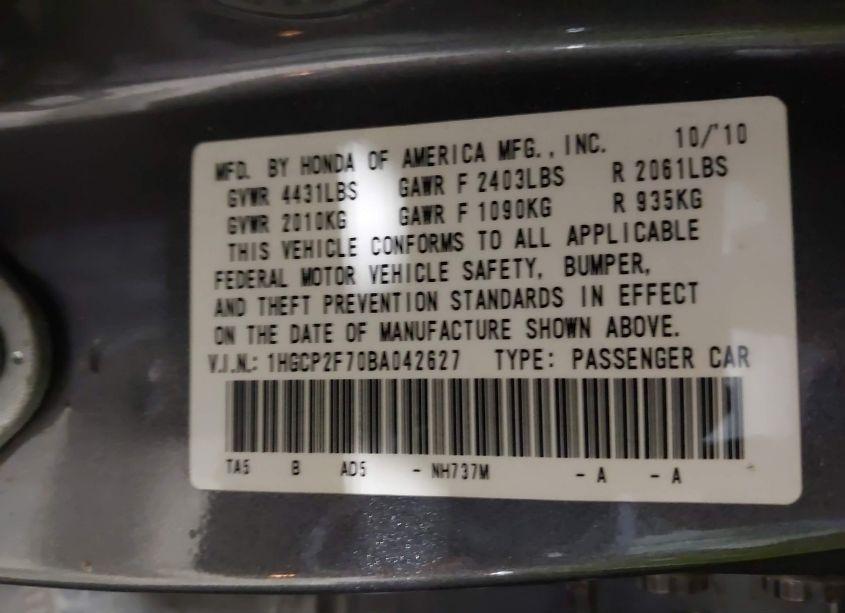 MFD. BY HONDA OF AMERICA MFG., INC. 10/'10
GVWR 4431LBS GAWR F 2403LBS R 2061LBS
GVWR 2010KG GAWR F 1090KG R 935KG
THIS VEHICLE CONFORMS TO ALL APPLICABLE
FEDERAL MOTOR VEHICLE SAFETY, BUMPER,
AND THEFT PREVENTION STANDARDS IN EFFECT
ON THE DATE OF MANUFACTURE SHOWN ABOVE.
V.I.N.: 1HGCP2F70BA042627 TYPE: PASSENGER CAR
TA5 B AD5 - NH737M - A - A